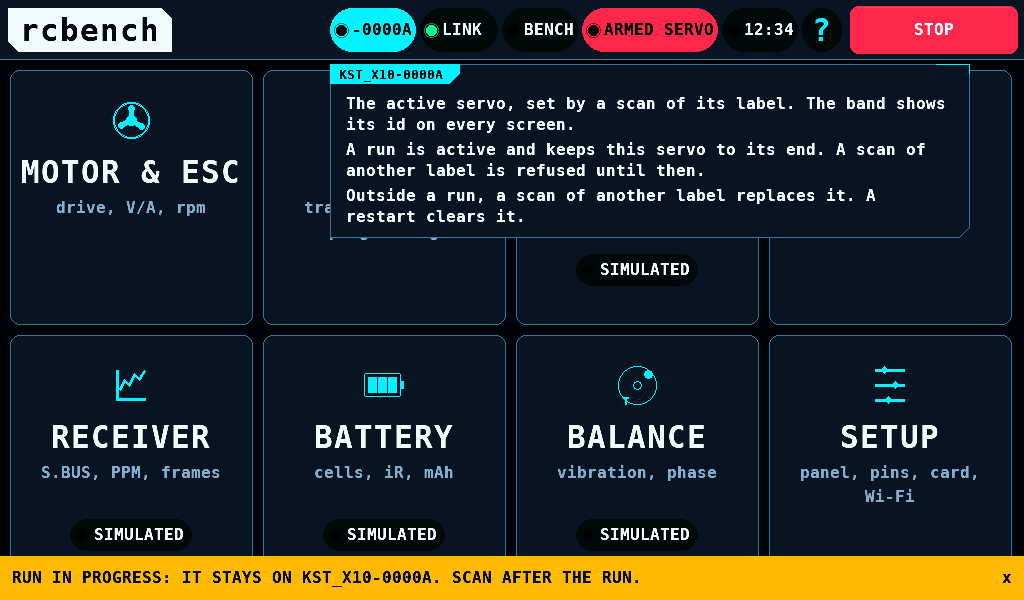 rcbench
-0000A
LINK
BENCH
ARMED SERVO
12:34
?
STOP
KST_X10-0000A
The active servo, set by a scan of its label. The band shows
its id on every screen.
A run is active and keeps this servo to its end. A scan of
another label is refused until then.
Outside a run, a scan of another label replaces it. A
restart clears it.
MOTOR & ESC
drive, V/A, rpm
SIMULATED
RECEIVER
S.BUS, PPM, frames
SIMULATED
BATTERY
cells, iR, mAh
SIMULATED
BALANCE
vibration, phase
SIMULATED
SETUP
panel, pins, card,
Wi-Fi
RUN IN PROGRESS: IT STAYS ON KST_X10-0000A. SCAN AFTER THE RUN.
x